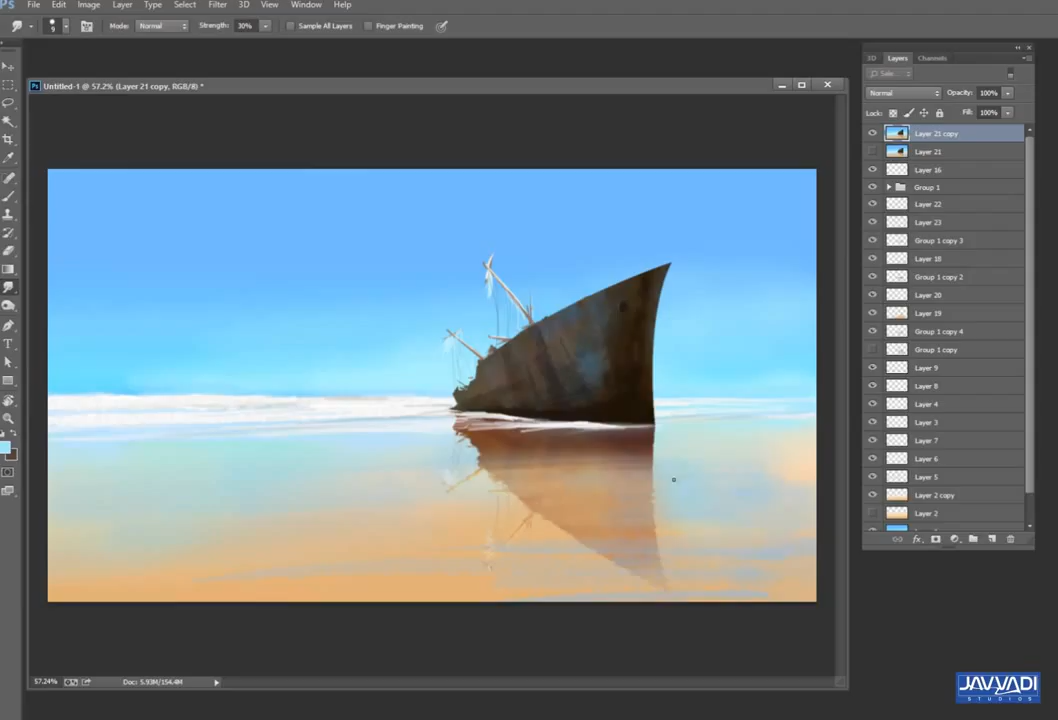 Ps File Edit Image Layer Type Select Filter 3D View Window Help
9 Mode: Normal Strength: 30% Sample All Layers Finger Painting
Ps Untitled-1 @ 57.2% (Layer 21 copy, RGB/8) *
3D Layers Channels
Normal Opacity: 100%
Lock: Fill: 100%
Layer 21 copy
Layer 21
Layer 16
Group 1
Layer 22
Layer 23
Group 1 copy 3
Layer 18
Group 1 copy 2
Layer 20
Layer 19
Group 1 copy 4
Group 1 copy
Layer 9
Layer 8
Layer 4
Layer 3
Layer 7
Layer 6
Layer 5
Layer 2 copy
Layer 2
fx
57.24% Doc: 5.93M/154.4M
JAVVADI
STUDIOS